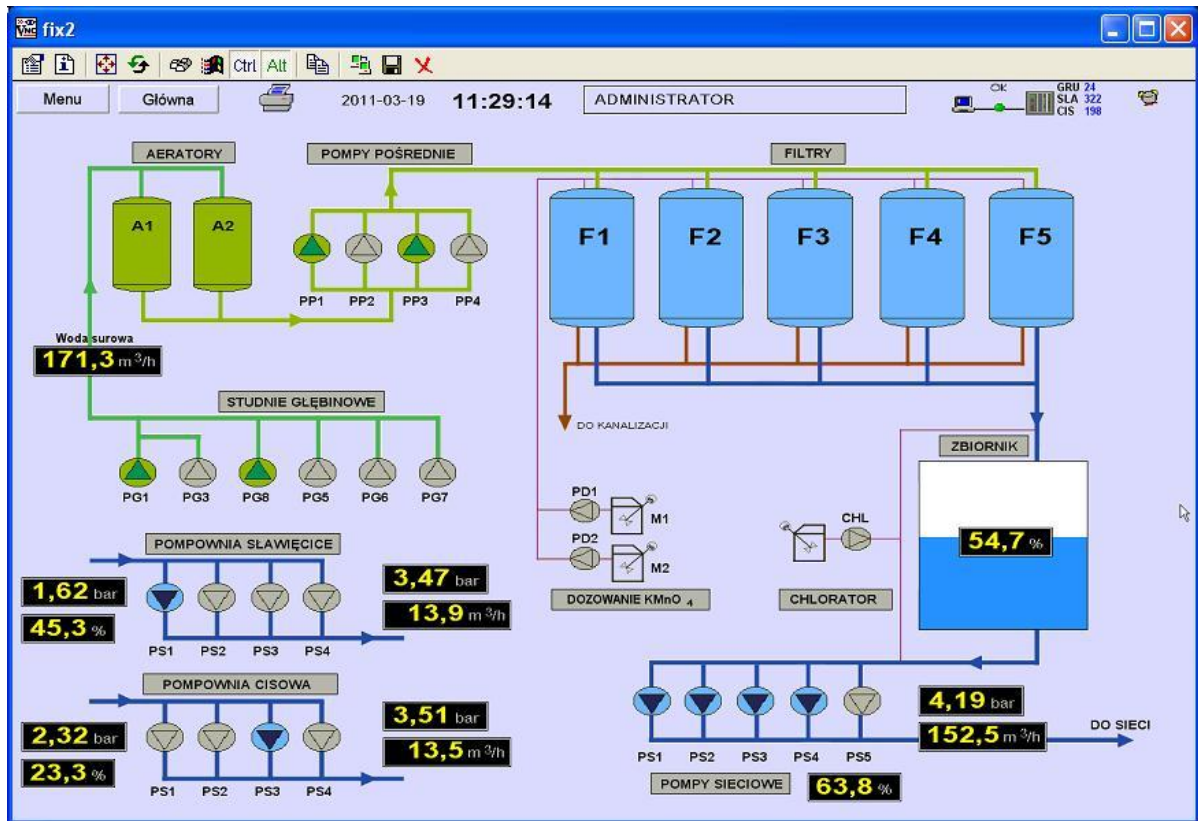 fix2
Ctrl Alt
Menu Główna 2011-03-19 11:29:14 ADMINISTRATOR OK GRU 24
SLA 322
CIS 198
AERATORY POMPY POŚREDNIE FILTRY
A1 A2
F1 F2 F3 F4 F5
PP1 PP2 PP3 PP4
Woda surowa
171,3 m³/h
STUDNIE GŁĘBINOWE
DO KANALIZACJI
PG1 PG3 PG8 PG5 PG6 PG7
ZBIORNIK
54,7 %
PD1
M1
PD2
M2
DOZOWANIE KMnO 4
CHL
CHLORATOR
POMPOWNIA SŁAWIĘCICE
1,62 bar
45,3 %
3,47 bar
13,9 m³/h
PS1 PS2 PS3 PS4
POMPOWNIA CISOWA
2,32 bar
23,3 %
3,51 bar
13,5 m³/h
PS1 PS2 PS3 PS4
4,19 bar
152,5 m³/h
DO SIECI
PS1 PS2 PS3 PS4 PS5
POMPY SIECIOWE 63,8 %